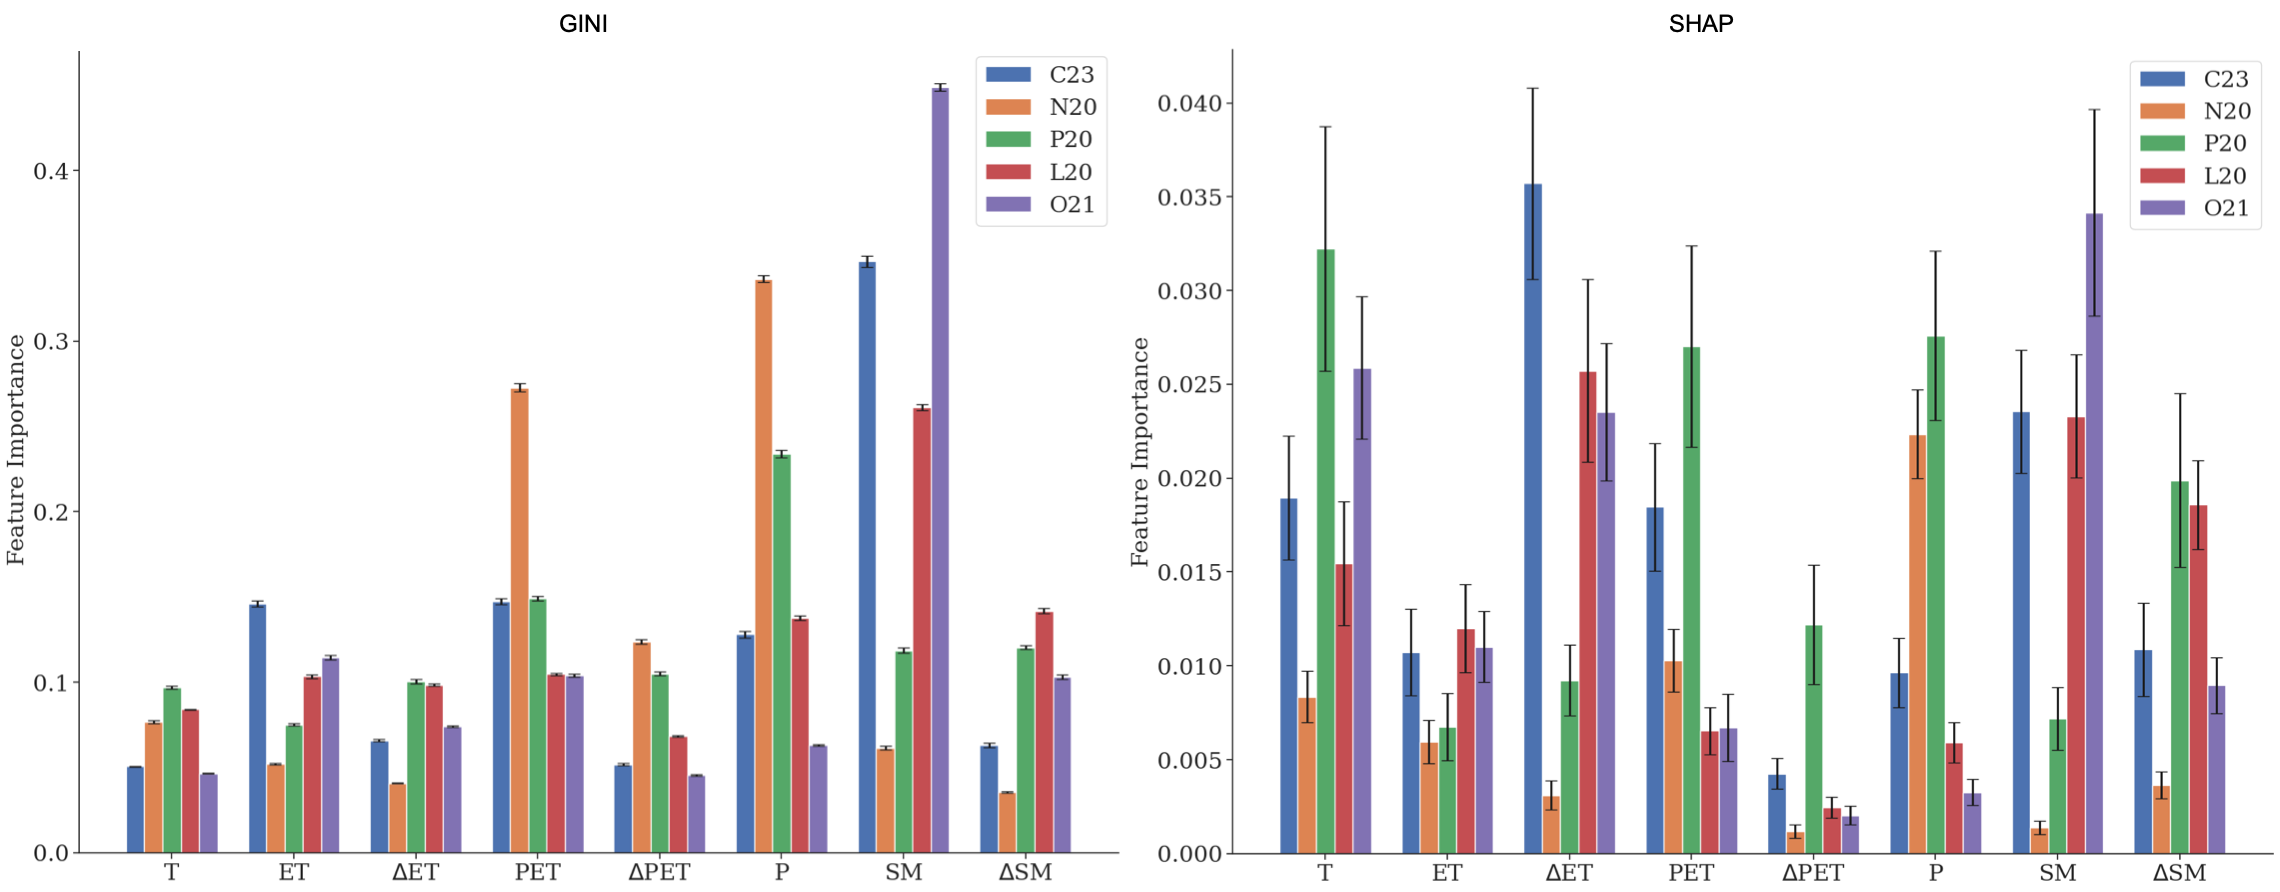 GINI
C23
N20
P20
L20
O21
Feature Importance
0.4
0.3
0.2
0.1
0.0
T ET ΔET PET ΔPET P SM ΔSM
SHAP
C23
N20
P20
L20
O21
Feature Importance
0.040
0.035
0.030
0.025
0.020
0.015
0.010
0.005
0.000
T ET ΔET PET ΔPET P SM ΔSM